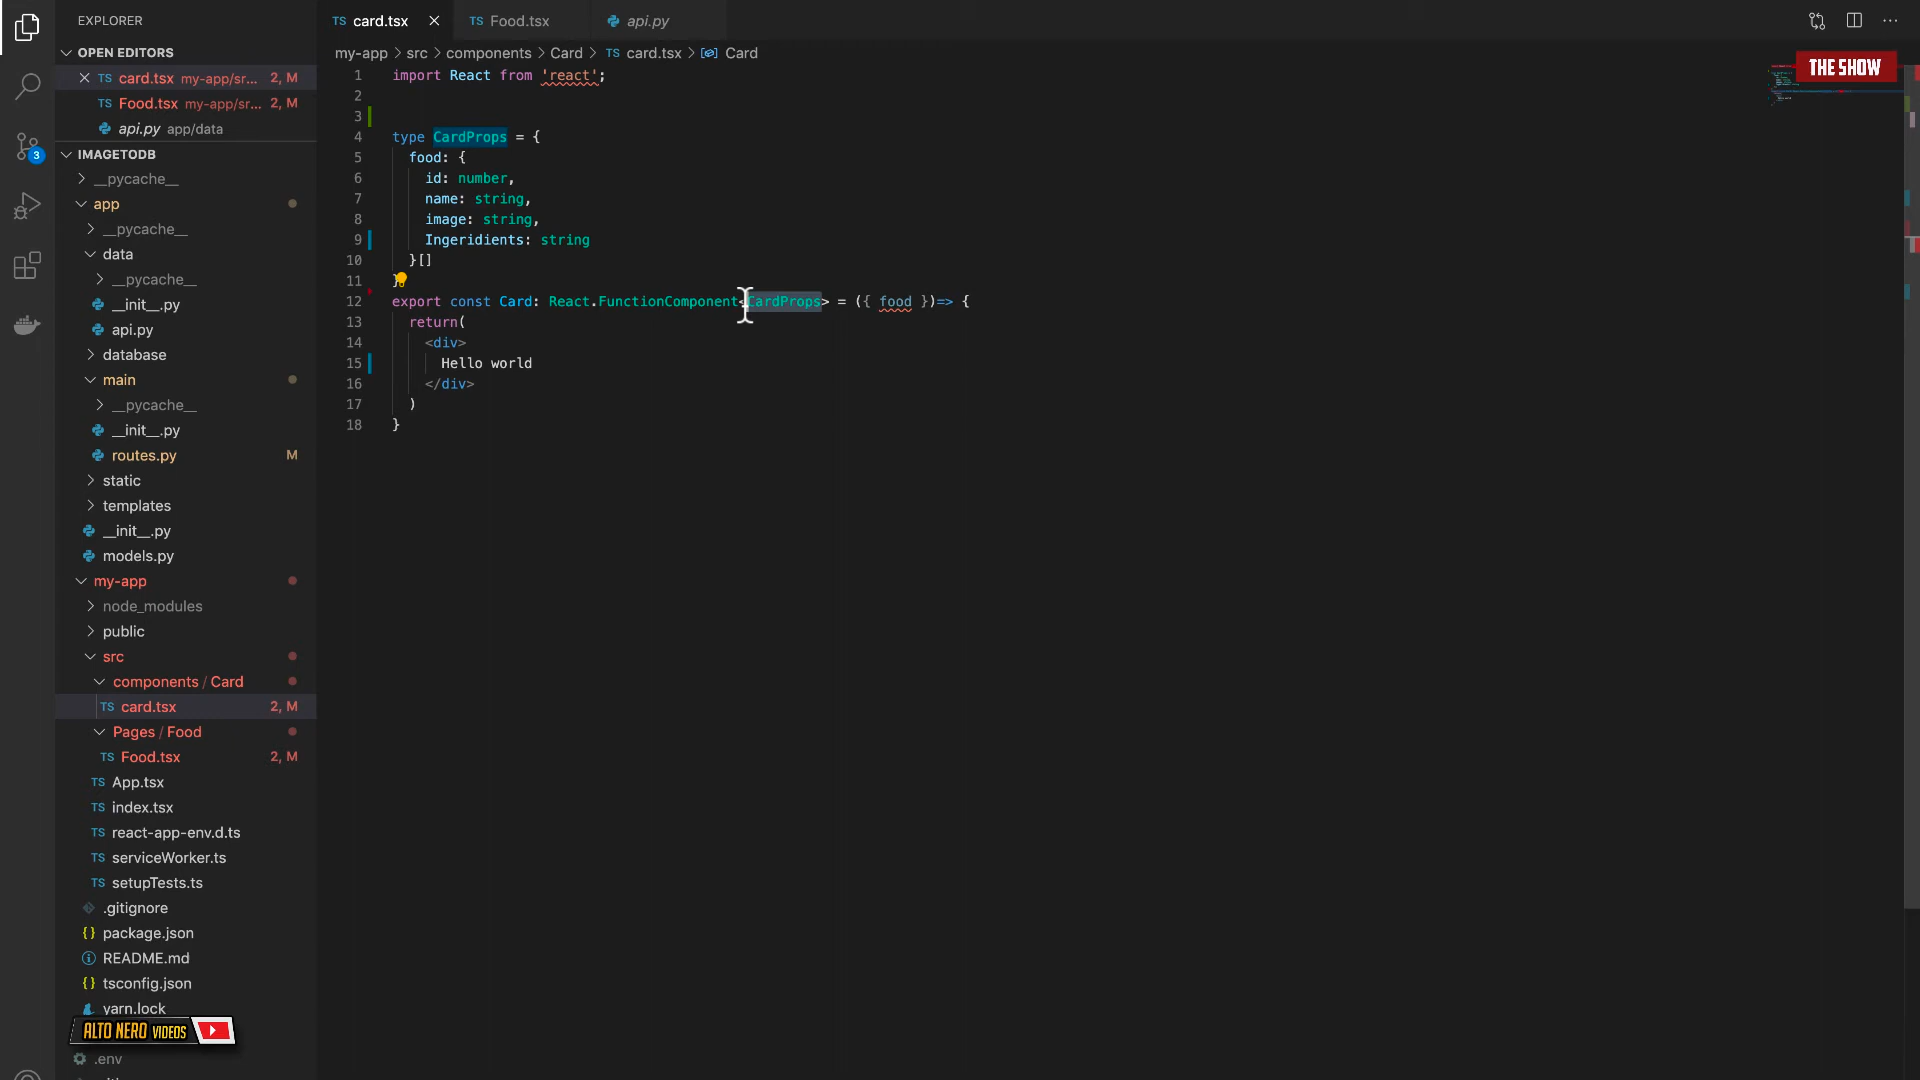 EXPLORER
OPEN EDITORS
TS card.tsx my-app/sr... 2, M
TS Food.tsx my-app/sr... 2, M
api.py app/data
IMAGETODB
__pycache__
app
__pycache__
data
__pycache__
__init__.py
api.py
database
main
__pycache__
__init__.py
routes.py M
static
templates
__init__.py
models.py
my-app
node_modules
public
src
components / Card
TS card.tsx 2, M
Pages / Food
TS Food.tsx 2, M
TS App.tsx
TS index.tsx
TS react-app-env.d.ts
TS serviceWorker.ts
TS setupTests.ts
.gitignore
{} package.json
README.md
{} tsconfig.json
yarn.lock
ALTO NERO VIDEOS
.env
3
TS card.tsx
TS Food.tsx
api.py
my-app > src > components > Card > TS card.tsx > Card
THE SHOW
1 import React from 'react';
2
3
4 type CardProps = {
5 food: {
6 id: number,
7 name: string,
8 image: string,
9 Ingeridients: string
10 }[]
11 }
12 export const Card: React.FunctionComponent<CardProps> = ({ food })=> {
13 return(
14 <div>
15 Hello world
16 </div>
17 )
18 }